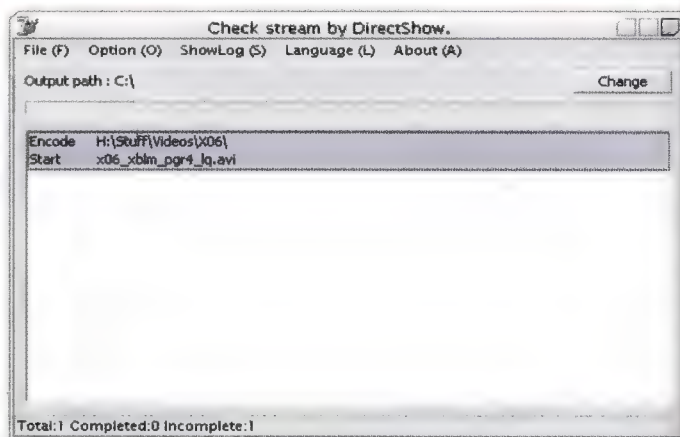 Check stream by DirectShow.
File (F) Option (O) ShowLog (S) Language (L) About (A)
Output path : C:\
Change
Encode H:\Stuff\Videos\X06\
Start x06_xblm_pgr4_lq.avi
Total:1 Completed:0 Incomplete:1